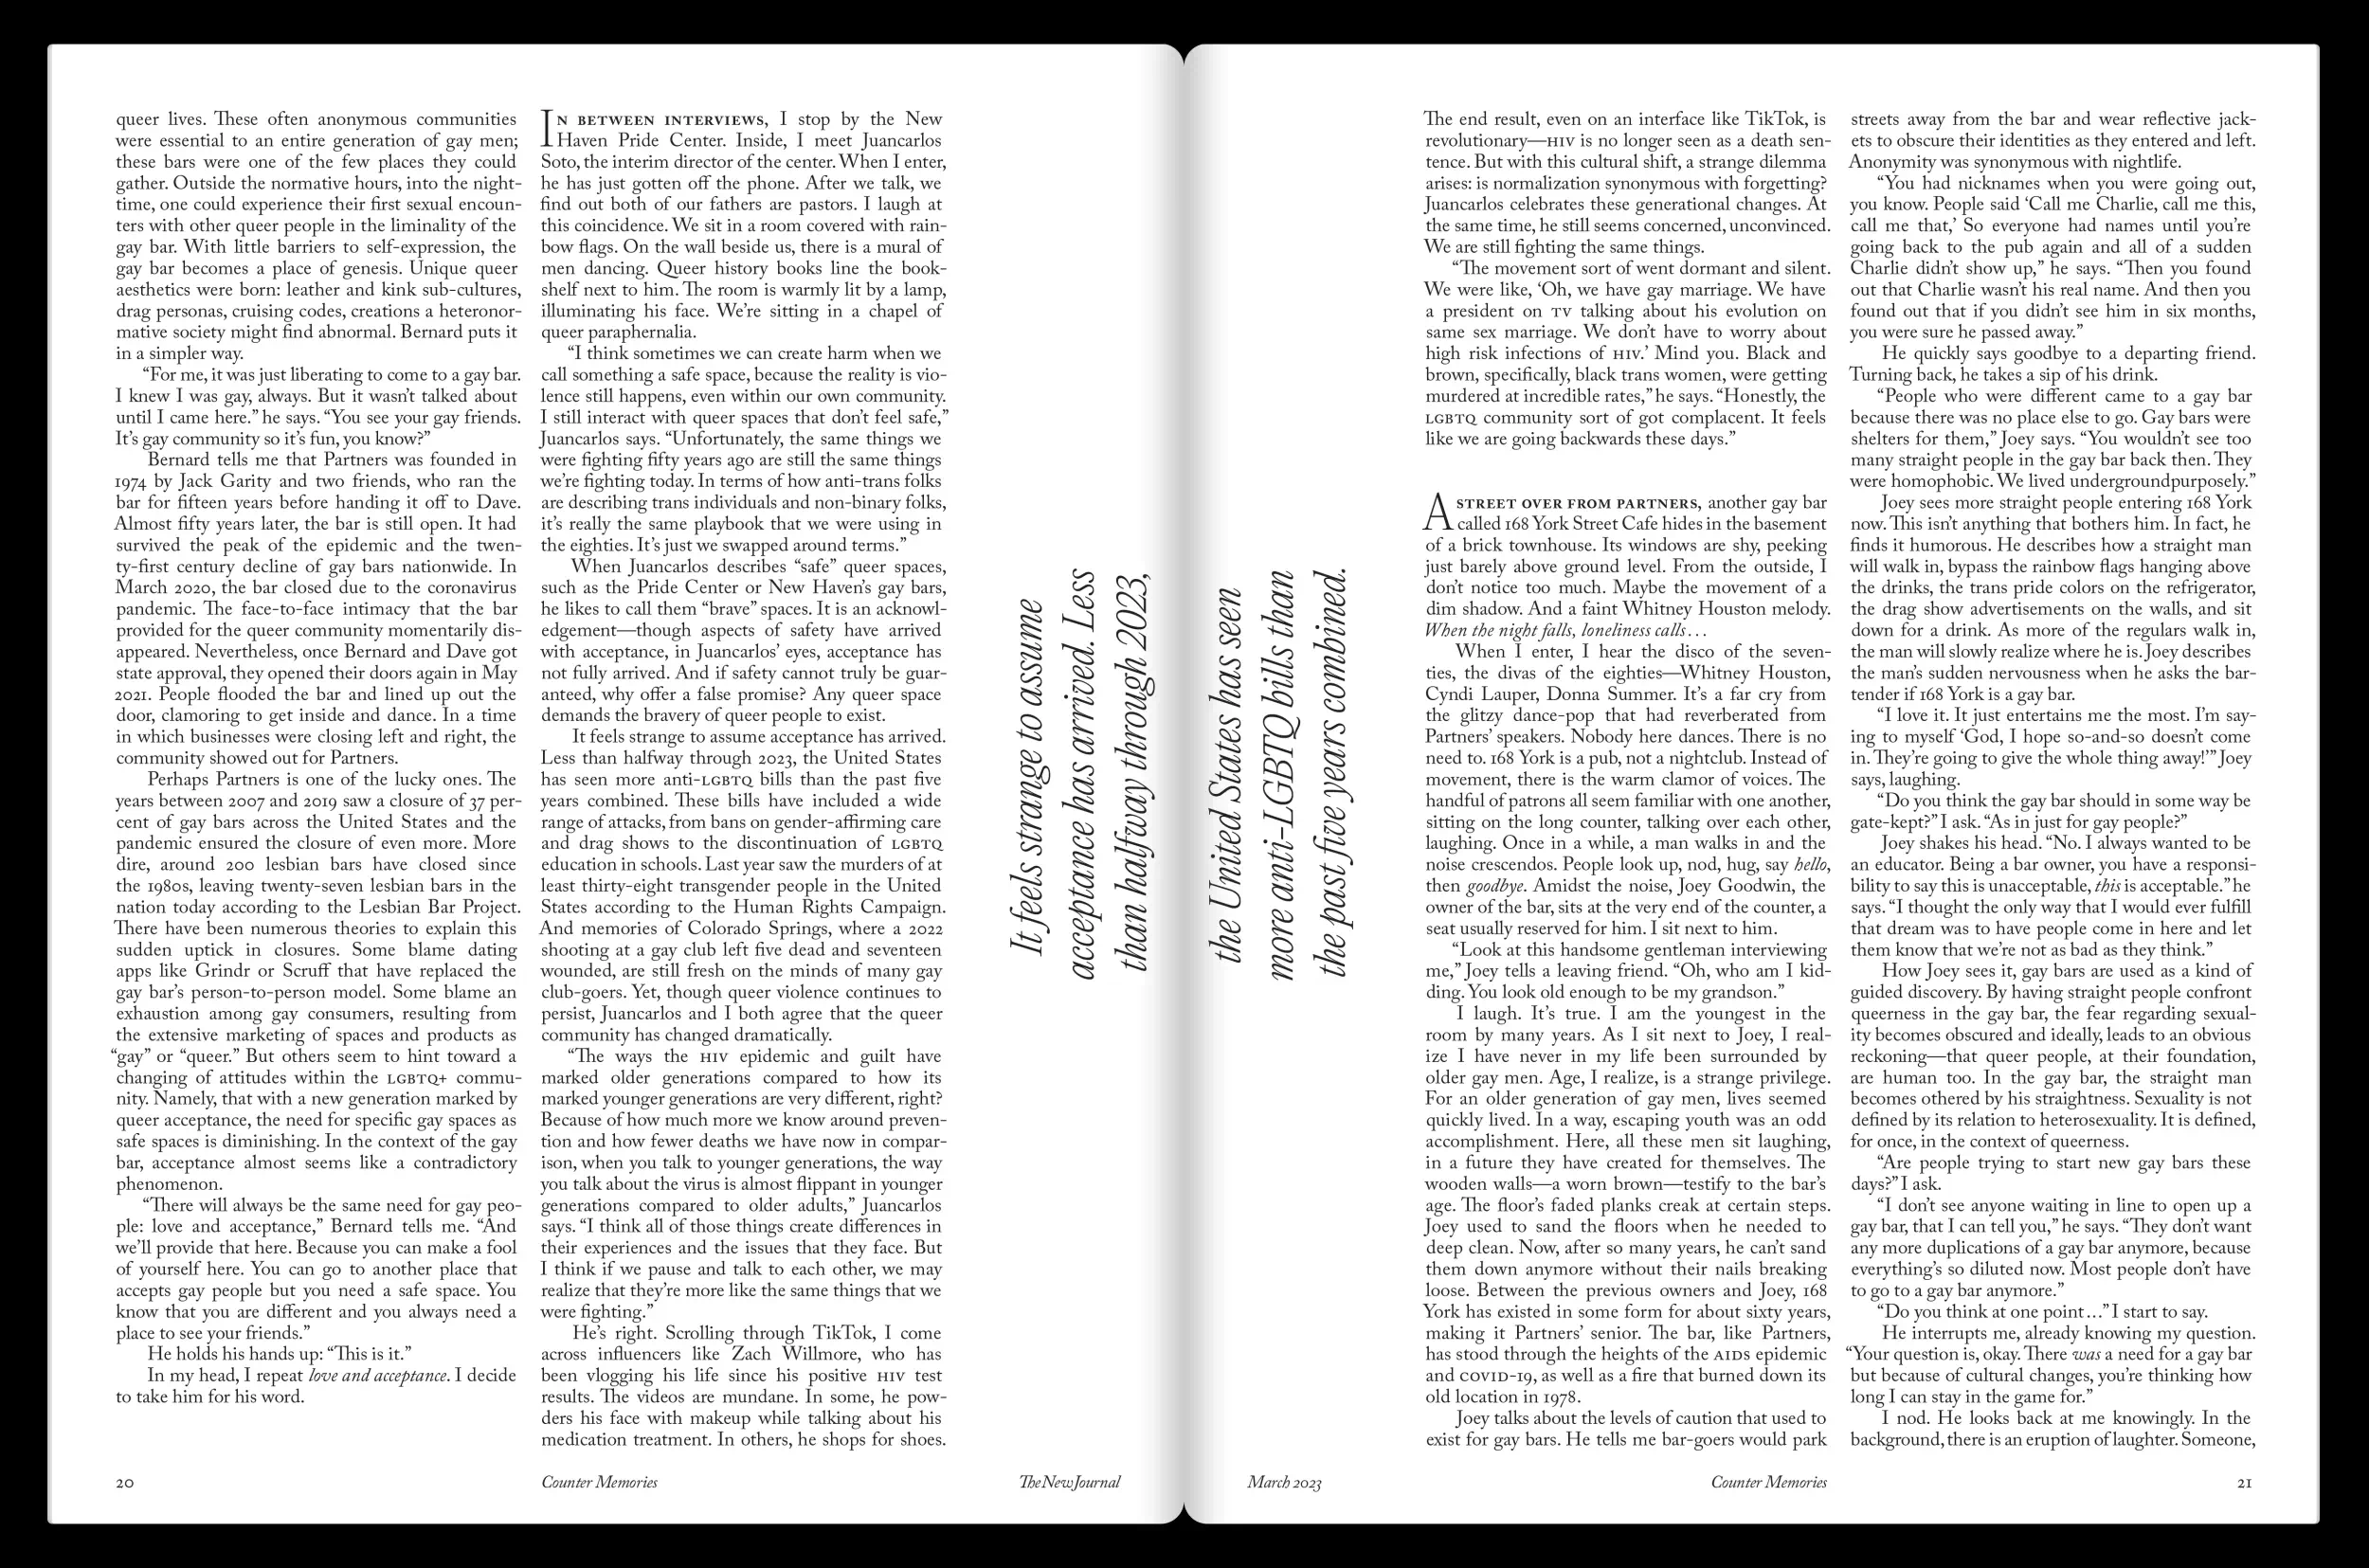 queer lives. These often anonymous communities
were essential to an entire generation of gay men;
these bars were one of the few places they could
gather. Outside the normative hours, into the night-
time, one could experience their first sexual encoun-
ters with other queer people in the liminality of the
gay bar. With little barriers to self-expression, the
gay bar becomes a place of genesis. Unique queer
aesthetics were born: leather and kink sub-cultures,
drag personas, cruising codes, creations a heteronor-
mative society might find abnormal. Bernard puts it
in a simpler way.
“For me, it was just liberating to come to a gay bar.
I knew I was gay, always. But it wasn’t talked about
until I came here.” he says. “You see your gay friends.
It’s gay community so it’s fun, you know?”
Bernard tells me that Partners was founded in
1974 by Jack Garity and two friends, who ran the
bar for fifteen years before handing it off to Dave.
Almost fifty years later, the bar is still open. It had
survived the peak of the epidemic and the twen-
ty-first century decline of gay bars nationwide. In
March 2020, the bar closed due to the coronavirus
pandemic. The face-to-face intimacy that the bar
provided for the queer community momentarily dis-
appeared. Nevertheless, once Bernard and Dave got
state approval, they opened their doors again in May
2021. People flooded the bar and lined up out the
door, clamoring to get inside and dance. In a time
in which businesses were closing left and right, the
community showed out for Partners.
Perhaps Partners is one of the lucky ones. The
years between 2007 and 2019 saw a closure of 37 per-
cent of gay bars across the United States and the
pandemic ensured the closure of even more. More
dire, around 200 lesbian bars have closed since
the 1980s, leaving twenty-seven lesbian bars in the
nation today according to the Lesbian Bar Project.
There have been numerous theories to explain this
sudden uptick in closures. Some blame dating
apps like Grindr or Scruff that have replaced the
gay bar’s person-to-person model. Some blame an
exhaustion among gay consumers, resulting from
the extensive marketing of spaces and products as
“gay” or “queer.” But others seem to hint toward a
changing of attitudes within the LGBTQ+ commu-
nity. Namely, that with a new generation marked by
queer acceptance, the need for specific gay spaces as
safe spaces is diminishing. In the context of the gay
bar, acceptance almost seems like a contradictory
phenomenon.
“There will always be the same need for gay peo-
ple: love and acceptance,” Bernard tells me. “And
we’ll provide that here. Because you can make a fool
of yourself here. You can go to another place that
accepts gay people but you need a safe space. You
know that you are different and you always need a
place to see your friends.”
He holds his hands up: “This is it.”
In my head, I repeat love and acceptance. I decide
to take him for his word.
IN BETWEEN INTERVIEWS, I stop by the New
Haven Pride Center. Inside, I meet Juancarlos
Soto, the interim director of the center. When I enter,
he has just gotten off the phone. After we talk, we
find out both of our fathers are pastors. I laugh at
this coincidence. We sit in a room covered with rain-
bow flags. On the wall beside us, there is a mural of
men dancing. Queer history books line the book-
shelf next to him. The room is warmly lit by a lamp,
illuminating his face. We’re sitting in a chapel of
queer paraphernalia.
“I think sometimes we can create harm when we
call something a safe space, because the reality is vio-
lence still happens, even within our own community.
I still interact with queer spaces that don’t feel safe,”
Juancarlos says. “Unfortunately, the same things we
were fighting fifty years ago are still the same things
we’re fighting today. In terms of how anti-trans folks
are describing trans individuals and non-binary folks,
it’s really the same playbook that we were using in
the eighties. It’s just we swapped around terms.”
When Juancarlos describes “safe” queer spaces,
such as the Pride Center or New Haven’s gay bars,
he likes to call them “brave” spaces. It is an acknowl-
edgement—though aspects of safety have arrived
with acceptance, in Juancarlos’ eyes, acceptance has
not fully arrived. And if safety cannot truly be guar-
anteed, why offer a false promise? Any queer space
demands the bravery of queer people to exist.
It feels strange to assume acceptance has arrived.
Less than halfway through 2023, the United States
has seen more anti-LGBTQ bills than the past five
years combined. These bills have included a wide
range of attacks, from bans on gender-affirming care
and drag shows to the discontinuation of LGBTQ
education in schools. Last year saw the murders of at
least thirty-eight transgender people in the United
States according to the Human Rights Campaign.
And memories of Colorado Springs, where a 2022
shooting at a gay club left five dead and seventeen
wounded, are still fresh on the minds of many gay
club-goers. Yet, though queer violence continues to
persist, Juancarlos and I both agree that the queer
community has changed dramatically.
“The ways the HIV epidemic and guilt have
marked older generations compared to how its
marked younger generations are very different, right?
Because of how much more we know around preven-
tion and how fewer deaths we have now in compar-
ison, when you talk to younger generations, the way
you talk about the virus is almost flippant in younger
generations compared to older adults,” Juancarlos
says. “I think all of those things create differences in
their experiences and the issues that they face. But
I think if we pause and talk to each other, we may
realize that they’re more like the same things that we
were fighting.”
He’s right. Scrolling through TikTok, I come
across influencers like Zach Willmore, who has
been vlogging his life since his positive HIV test
results. The videos are mundane. In some, he pow-
ders his face with makeup while talking about his
medication treatment. In others, he shops for shoes.
It feels strange to assume
acceptance has arrived. Less
than halfway through 2023,
20
Counter Memories
The New Journal
the United States has seen
more anti-LGBTQ bills than
the past five years combined.
The end result, even on an interface like TikTok, is
revolutionary—HIV is no longer seen as a death sen-
tence. But with this cultural shift, a strange dilemma
arises: is normalization synonymous with forgetting?
Juancarlos celebrates these generational changes. At
the same time, he still seems concerned, unconvinced.
We are still fighting the same things.
“The movement sort of went dormant and silent.
We were like, ‘Oh, we have gay marriage. We have
a president on TV talking about his evolution on
same sex marriage. We don’t have to worry about
high risk infections of HIV.’ Mind you. Black and
brown, specifically, black trans women, were getting
murdered at incredible rates,” he says. “Honestly, the
LGBTQ community sort of got complacent. It feels
like we are going backwards these days.”
A STREET OVER FROM PARTNERS, another gay bar
called 168 York Street Cafe hides in the basement
of a brick townhouse. Its windows are shy, peeking
just barely above ground level. From the outside, I
don’t notice too much. Maybe the movement of a
dim shadow. And a faint Whitney Houston melody.
When the night falls, loneliness calls…
When I enter, I hear the disco of the seven-
ties, the divas of the eighties—Whitney Houston,
Cyndi Lauper, Donna Summer. It’s a far cry from
the glitzy dance-pop that had reverberated from
Partners’ speakers. Nobody here dances. There is no
need to. 168 York is a pub, not a nightclub. Instead of
movement, there is the warm clamor of voices. The
handful of patrons all seem familiar with one another,
sitting on the long counter, talking over each other,
laughing. Once in a while, a man walks in and the
noise crescendos. People look up, nod, hug, say hello,
then goodbye. Amidst the noise, Joey Goodwin, the
owner of the bar, sits at the very end of the counter, a
seat usually reserved for him. I sit next to him.
“Look at this handsome gentleman interviewing
me,” Joey tells a leaving friend. “Oh, who am I kid-
ding. You look old enough to be my grandson.”
I laugh. It’s true. I am the youngest in the
room by many years. As I sit next to Joey, I real-
ize I have never in my life been surrounded by
older gay men. Age, I realize, is a strange privilege.
For an older generation of gay men, lives seemed
quickly lived. In a way, escaping youth was an odd
accomplishment. Here, all these men sit laughing,
in a future they have created for themselves. The
wooden walls—a worn brown—testify to the bar’s
age. The floor’s faded planks creak at certain steps.
Joey used to sand the floors when he needed to
deep clean. Now, after so many years, he can’t sand
them down anymore without their nails breaking
loose. Between the previous owners and Joey, 168
York has existed in some form for about sixty years,
making it Partners’ senior. The bar, like Partners,
has stood through the heights of the AIDS epidemic
and COVID-19, as well as a fire that burned down its
old location in 1978.
Joey talks about the levels of caution that used to
exist for gay bars. He tells me bar-goers would park
streets away from the bar and wear reflective jack-
ets to obscure their identities as they entered and left.
Anonymity was synonymous with nightlife.
“You had nicknames when you were going out,
you know. People said ‘Call me Charlie, call me this,
call me that,’ So everyone had names until you’re
going back to the pub again and all of a sudden
Charlie didn’t show up,” he says. “Then you found
out that Charlie wasn’t his real name. And then you
found out that if you didn’t see him in six months,
you were sure he passed away.”
He quickly says goodbye to a departing friend.
Turning back, he takes a sip of his drink.
“People who were different came to a gay bar
because there was no place else to go. Gay bars were
shelters for them,” Joey says. “You wouldn’t see too
many straight people in the gay bar back then. They
were homophobic. We lived undergroundpurposely.”
Joey sees more straight people entering 168 York
now. This isn’t anything that bothers him. In fact, he
finds it humorous. He describes how a straight man
will walk in, bypass the rainbow flags hanging above
the drinks, the trans pride colors on the refrigerator,
the drag show advertisements on the walls, and sit
down for a drink. As more of the regulars walk in,
the man will slowly realize where he is. Joey describes
the man’s sudden nervousness when he asks the bar-
tender if 168 York is a gay bar.
“I love it. It just entertains me the most. I’m say-
ing to myself ‘God, I hope so-and-so doesn’t come
in. They’re going to give the whole thing away!’” Joey
says, laughing.
“Do you think the gay bar should in some way be
gate-kept?” I ask. “As in just for gay people?”
Joey shakes his head. “No. I always wanted to be
an educator. Being a bar owner, you have a responsi-
bility to say this is unacceptable, this is acceptable.” he
says. “I thought the only way that I would ever fulfill
that dream was to have people come in here and let
them know that we’re not as bad as they think.”
How Joey sees it, gay bars are used as a kind of
guided discovery. By having straight people confront
queerness in the gay bar, the fear regarding sexual-
ity becomes obscured and ideally, leads to an obvious
reckoning—that queer people, at their foundation,
are human too. In the gay bar, the straight man
becomes othered by his straightness. Sexuality is not
defined by its relation to heterosexuality. It is defined,
for once, in the context of queerness.
“Are people trying to start new gay bars these
days?” I ask.
“I don’t see anyone waiting in line to open up a
gay bar, that I can tell you,” he says. “They don’t want
any more duplications of a gay bar anymore, because
everything’s so diluted now. Most people don’t have
to go to a gay bar anymore.”
“Do you think at one point…” I start to say.
He interrupts me, already knowing my question.
“Your question is, okay. There was a need for a gay bar
but because of cultural changes, you’re thinking how
long I can stay in the game for.”
I nod. He looks back at me knowingly. In the
background, there is an eruption of laughter. Someone,
March 2023
Counter Memories
21